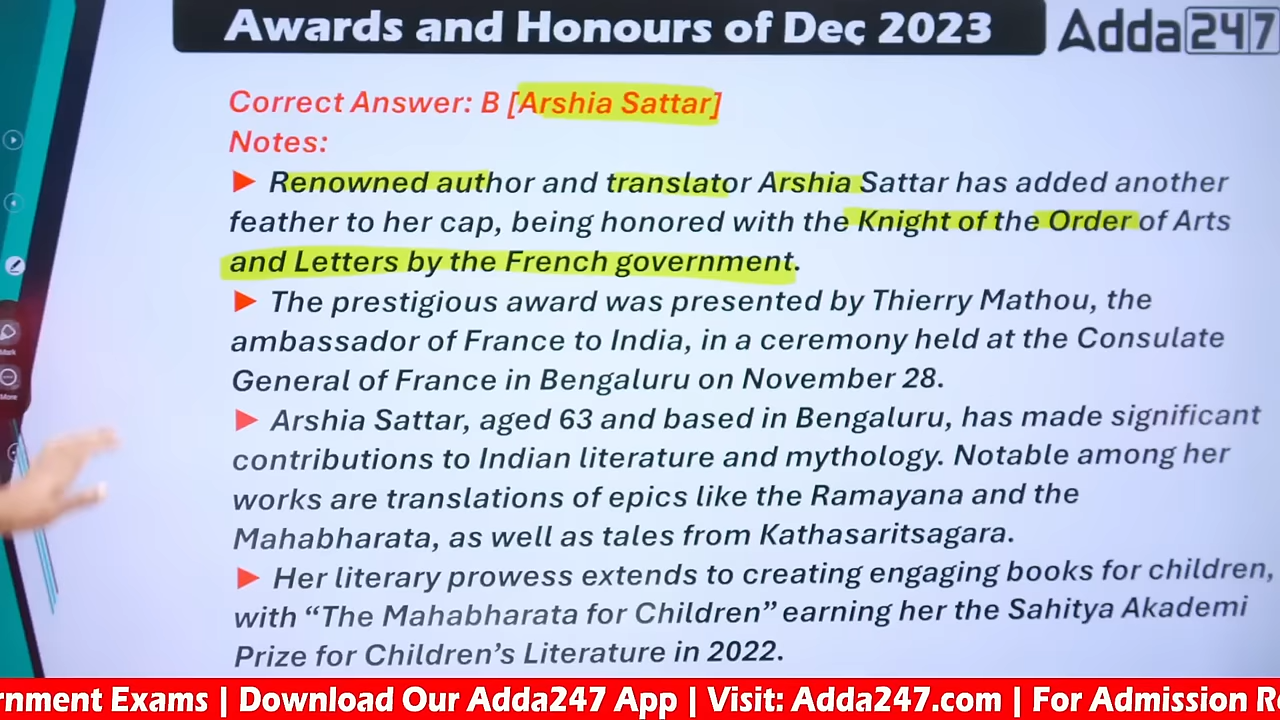 Awards and Honours of Dec 2023
Adda247
Correct Answer: B [Arshia Sattar]
Notes:
► Renowned author and translator Arshia Sattar has added another
feather to her cap, being honored with the Knight of the Order of Arts
and Letters by the French government.
► The prestigious award was presented by Thierry Mathou, the
ambassador of France to India, in a ceremony held at the Consulate
General of France in Bengaluru on November 28.
► Arshia Sattar, aged 63 and based in Bengaluru, has made significant
contributions to Indian literature and mythology. Notable among her
works are translations of epics like the Ramayana and the
Mahabharata, as well as tales from Kathasaritsagara.
► Her literary prowess extends to creating engaging books for children,
with “The Mahabharata for Children” earning her the Sahitya Akademi
Prize for Children’s Literature in 2022.
Mark
More
rnment Exams | Download Our Adda247 App | Visit: Adda247.com | For Admission R